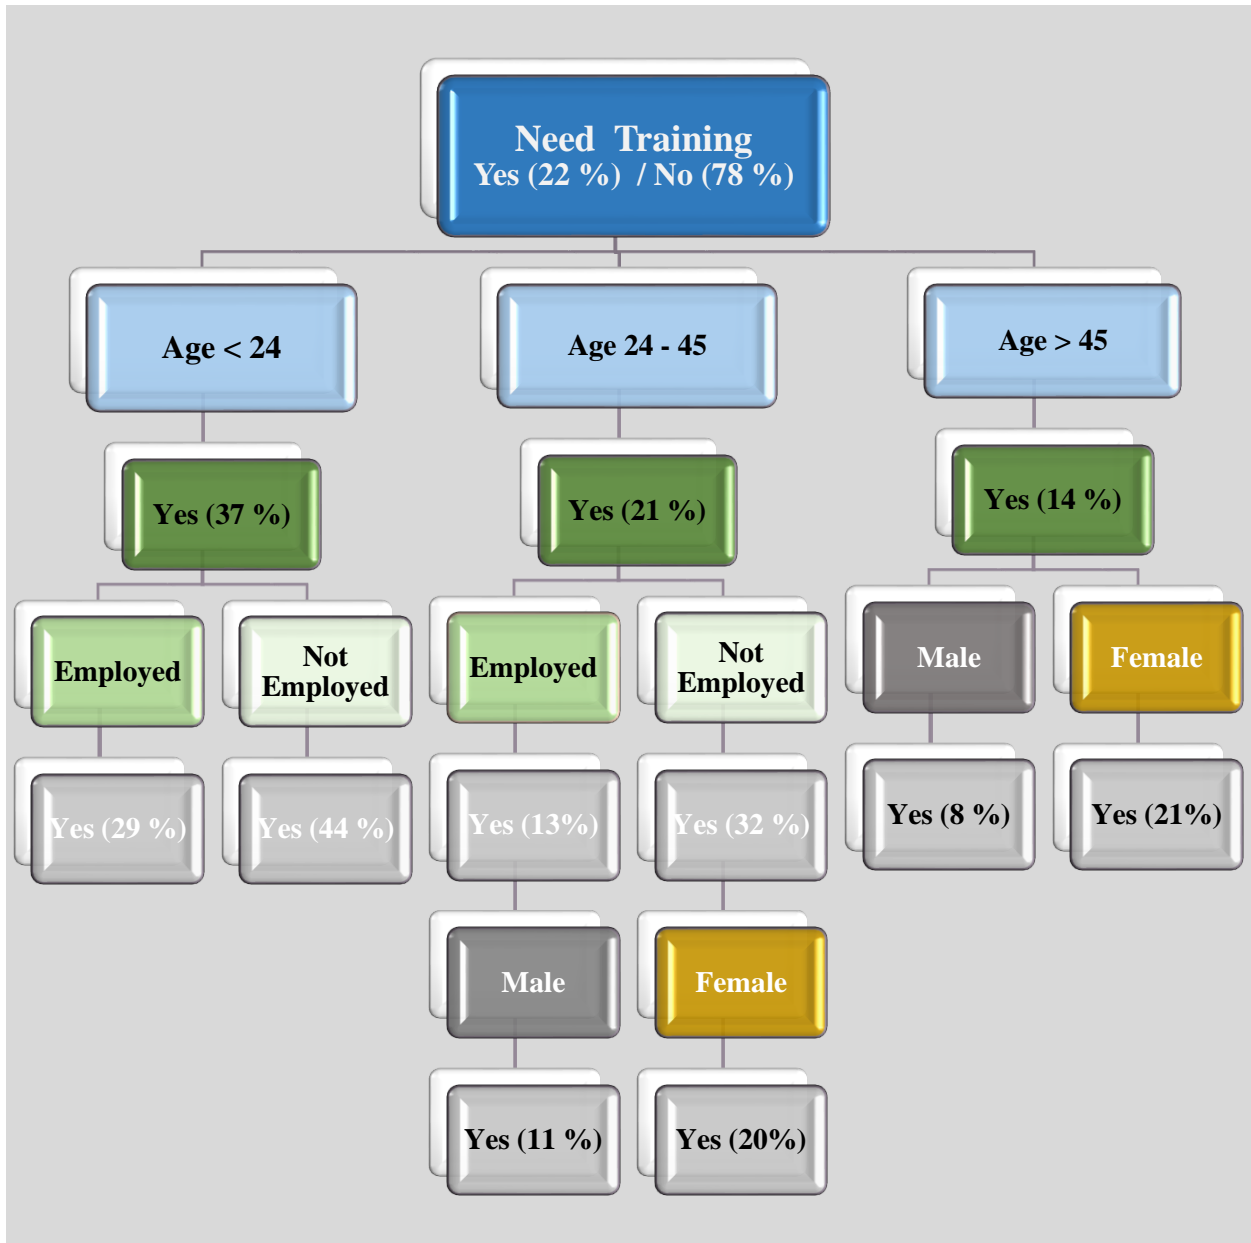 Need Training
Yes (22 %) / No (78 %)
Age < 24
Age 24 - 45
Age > 45
Yes (37 %)
Yes (21 %)
Yes (14 %)
Employed
Not
Employed
Employed
Not
Employed
Male
Female
Yes (29 %)
Yes (44 %)
Yes (13%)
Yes (32 %)
Yes (8 %)
Yes (21%)
Male
Female
Yes (11 %)
Yes (20%)